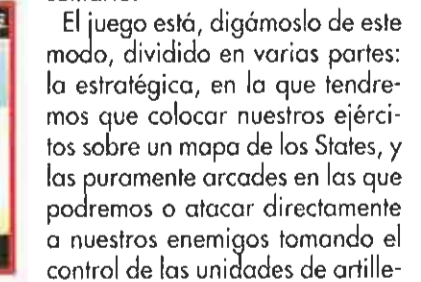 El juego está, digámoslo de este
modo, dividido en varias partes:
la estratégica, en la que tendre-
mos que colocar nuestros ejérci-
tos sobre un mapa de los States, y
las puramente arcades en las que
podremos o atacar directamente
a nuestros enemigos tomando el
control de las unidades de artille-